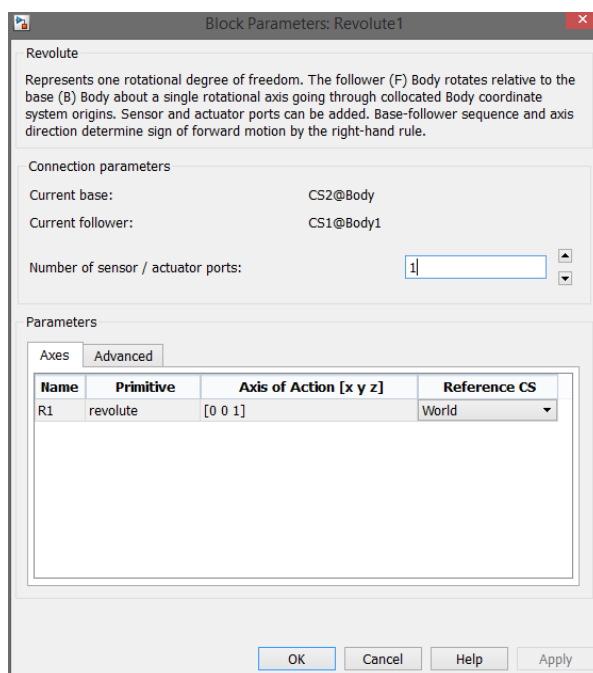 Block Parameters: Revolute1
Revolute
Represents one rotational degree of freedom. The follower (F) Body rotates relative to the
base (B) Body about a single rotational axis going through collocated Body coordinate
system origins. Sensor and actuator ports can be added. Base-follower sequence and axis
direction determine sign of forward motion by the right-hand rule.
Connection parameters
Current base: CS2@Body
Current follower: CS1@Body1
Number of sensor / actuator ports: 1
Parameters
Axes Advanced
Name Primitive Axis of Action [x y z] Reference CS
R1 revolute [0 0 1] World
OK Cancel Help Apply